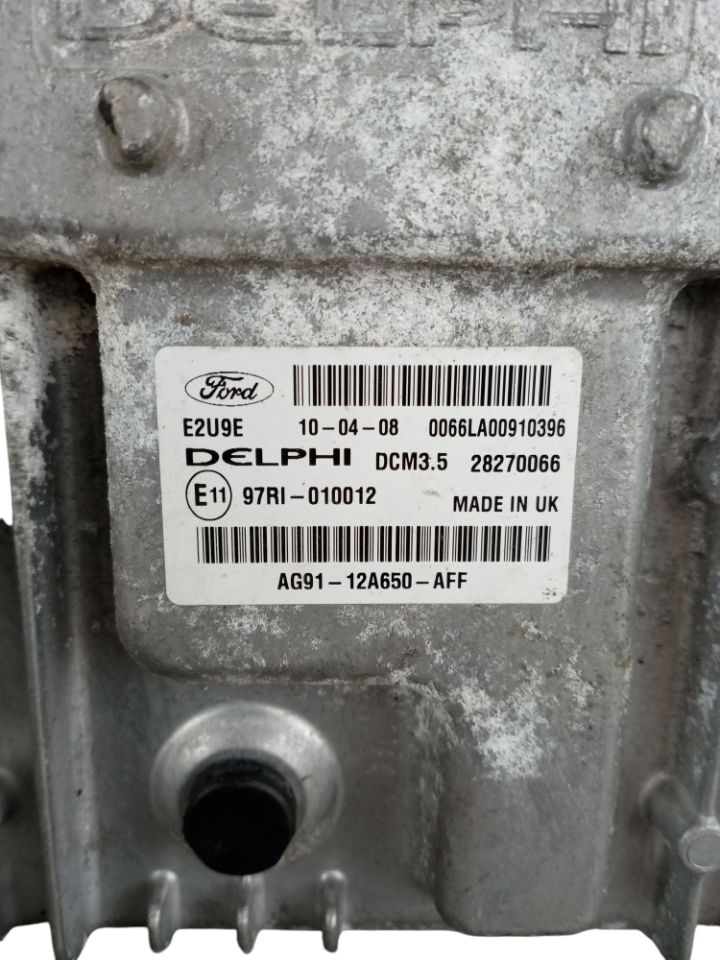 DELPHI
Ford
E2U9E 10-04-08 0066LA00910396
DELPHI DCM3.5 28270066
E11 97RI-010012 MADE IN UK
AG91-12A650-AFF